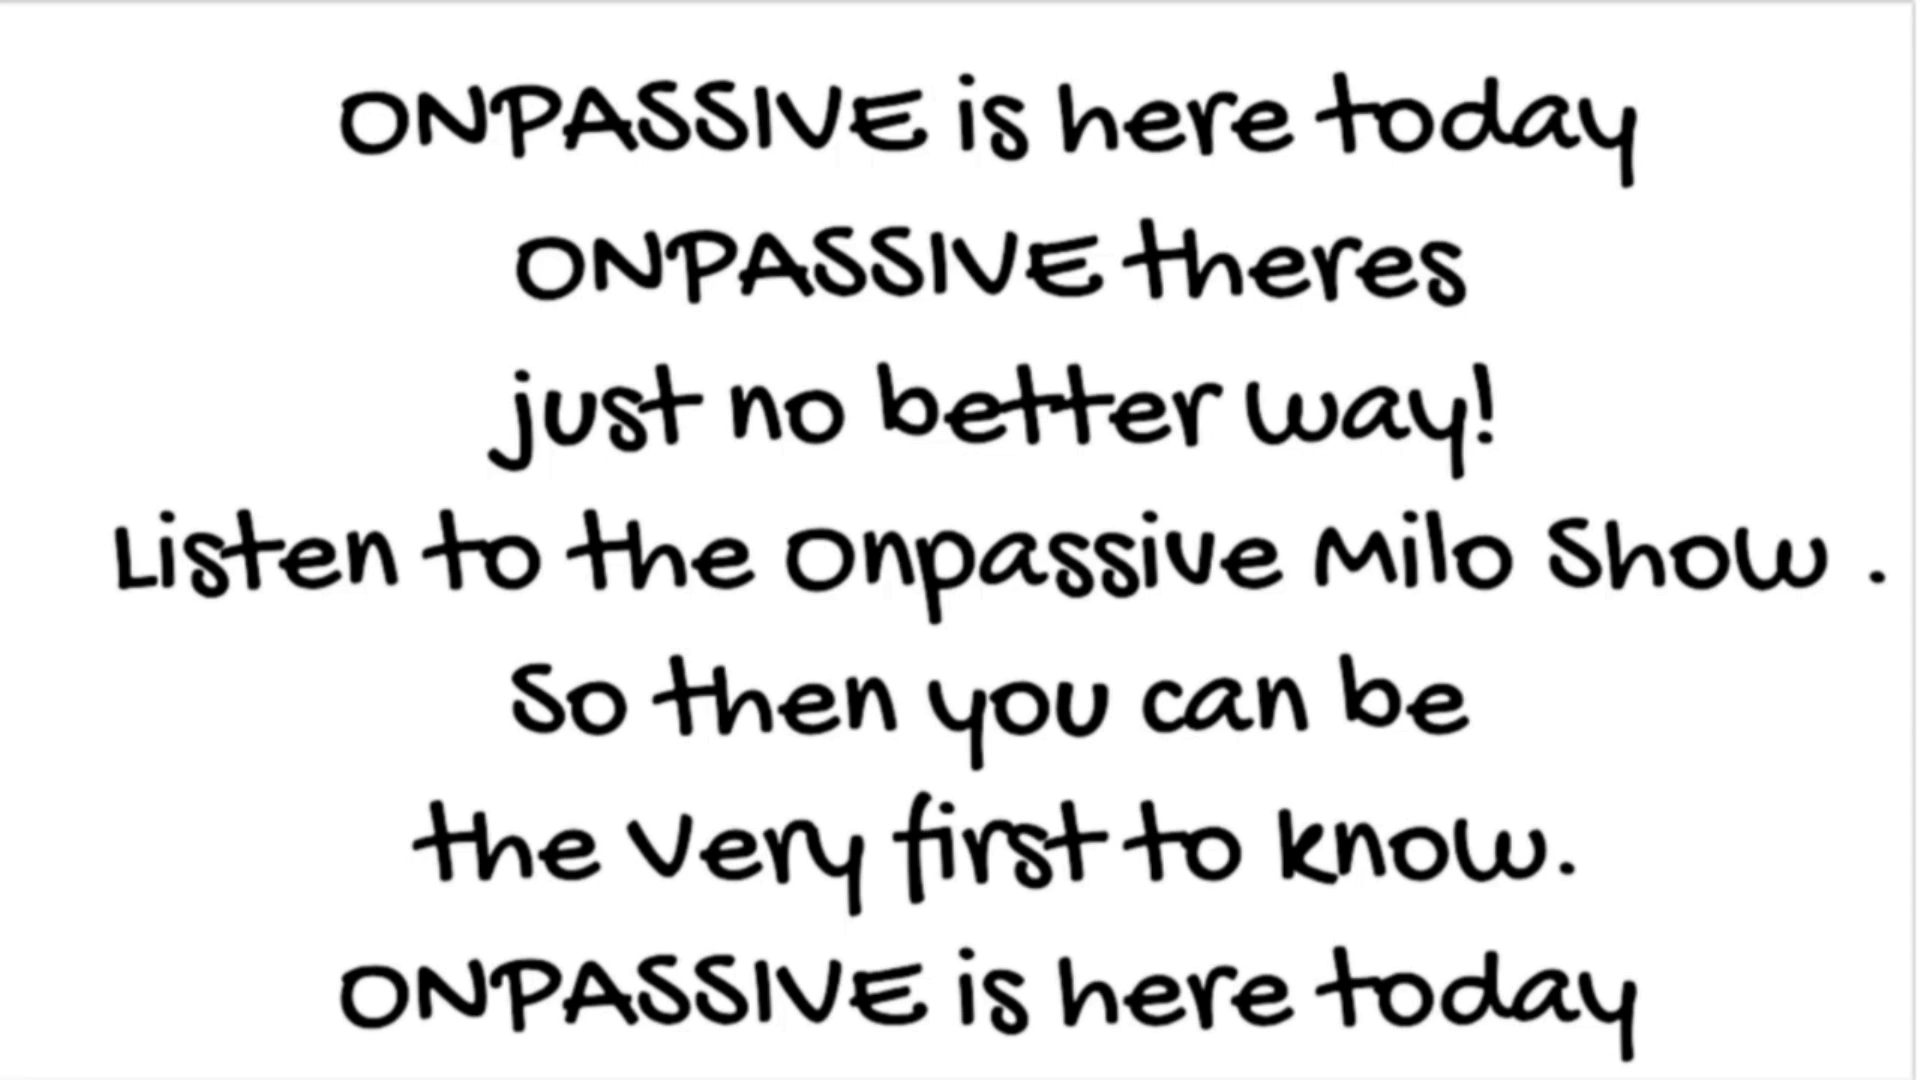 ONPASSIVE is here today
ONPASSIVE theres
just no better way!
Listen to the Onpassive Milo Show .
So then you can be
the very first to know.
ONPASSIVE is here today